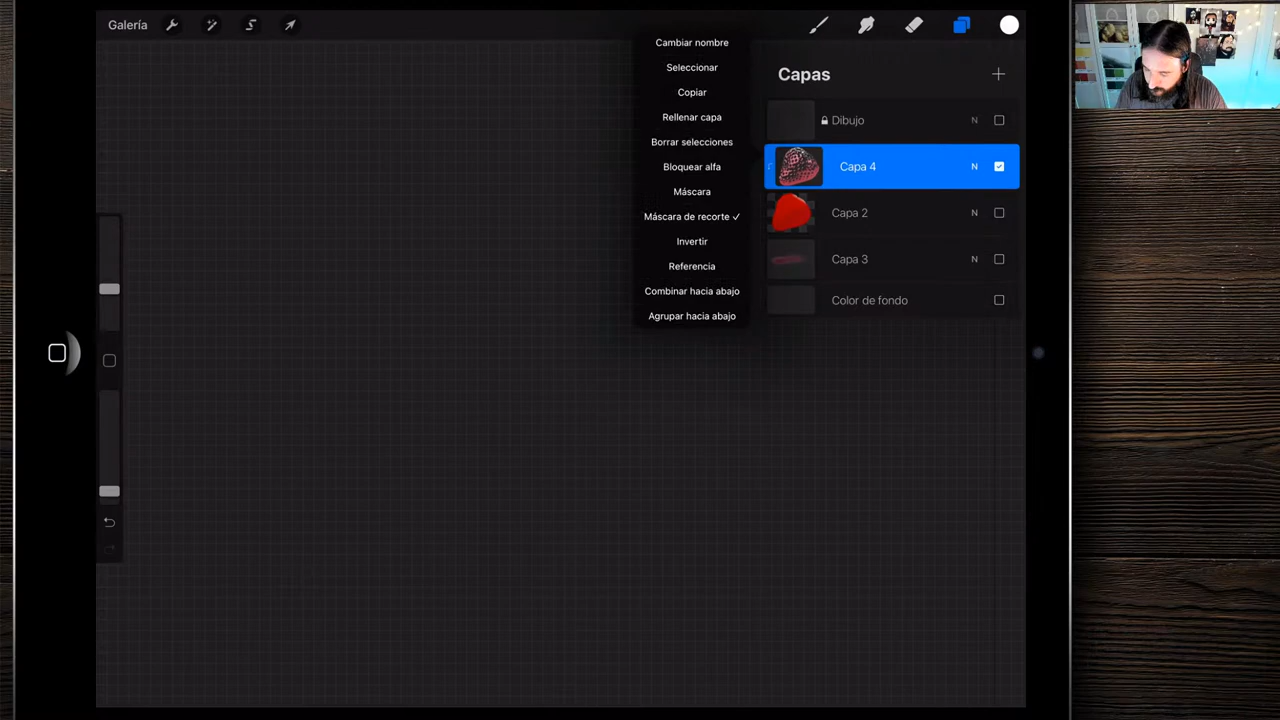 Galería
Cambiar nombre
Seleccionar
Copiar
Rellenar capa
Borrar selecciones
Bloquear alfa
Máscara
Máscara de recorte ✓
Invertir
Referencia
Combinar hacia abajo
Agrupar hacia abajo
Capas
Dibujo N
Capa 4 N
Capa 2 N
Capa 3 N
Color de fondo